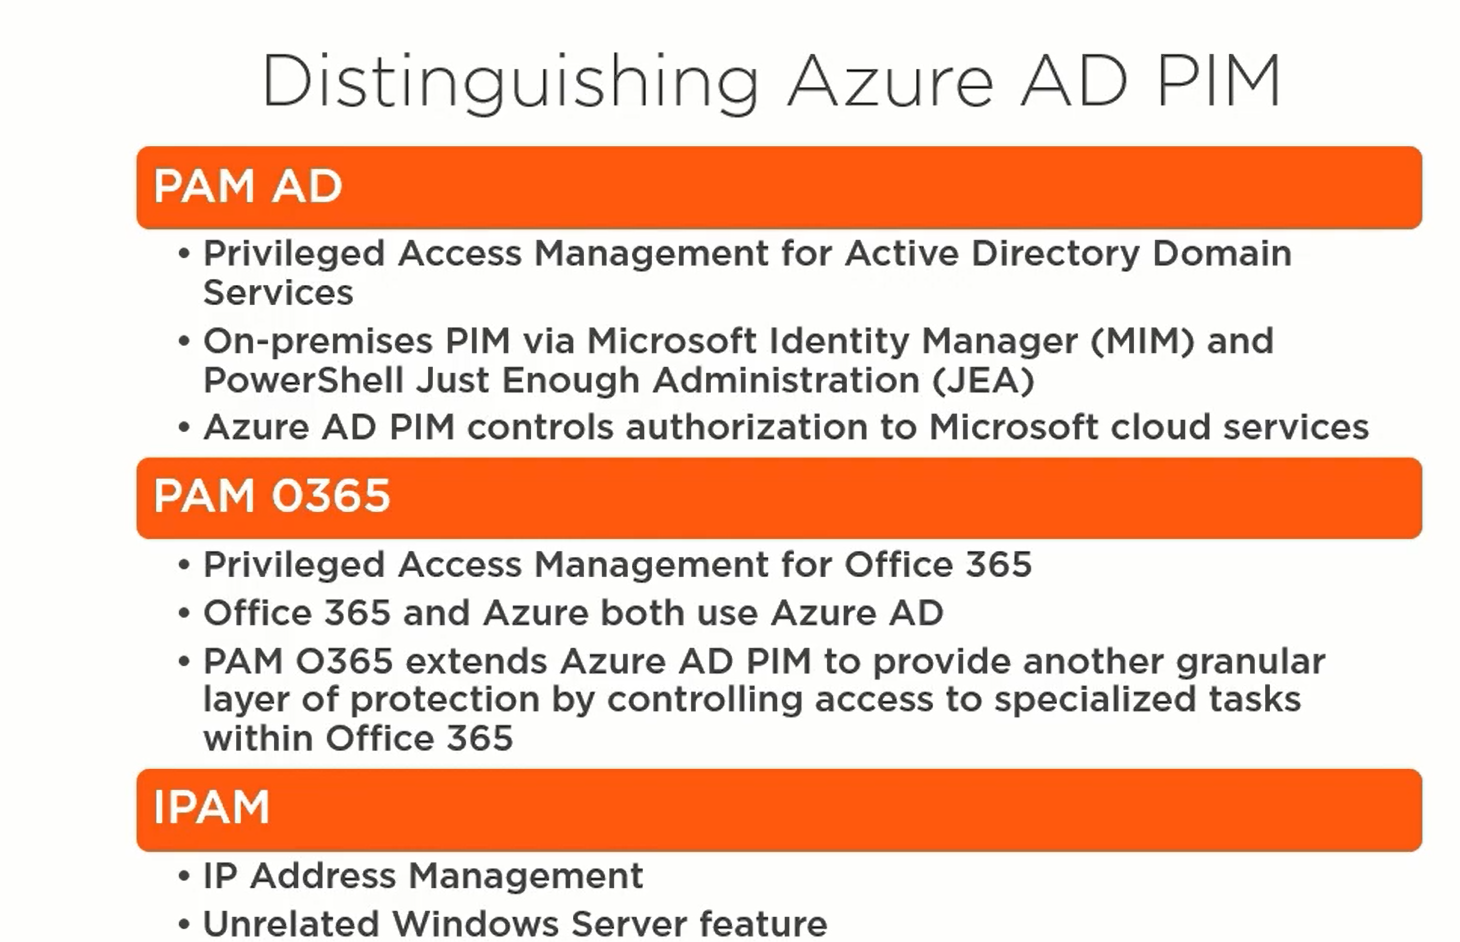 Distinguishing Azure AD PIM
PAM AD
• Privileged Access Management for Active Directory Domain
Services
• On-premises PIM via Microsoft Identity Manager (MIM) and
PowerShell Just Enough Administration (JEA)
• Azure AD PIM controls authorization to Microsoft cloud services
PAM 0365
• Privileged Access Management for Office 365
• Office 365 and Azure both use Azure AD
• PAM O365 extends Azure AD PIM to provide another granular
layer of protection by controlling access to specialized tasks
within Office 365
IPAM
• IP Address Management
• Unrelated Windows Server feature